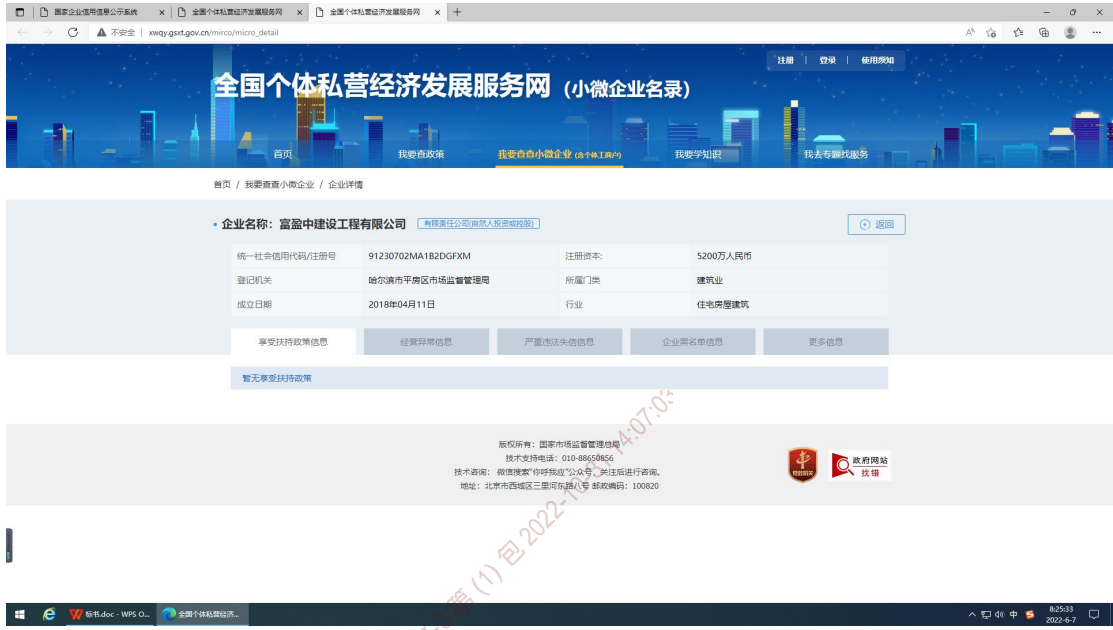 国家企业信用信息公示系统 全国个体私营经济发展服务网 全国个体私营经济发展服务网
不安全 xwqy.gsxt.gov.cn/mirco/micro_detail
注册 | 登录 | 使用须知
全国个体私营经济发展服务网 (小微企业名录)
首页 我要查政策 我要查查小微企业 (含个体工商户) 我要学知识 我去专题找服务
首页 / 我要查查小微企业 / 企业详情
企业名称: 富盈中建设工程有限公司 有限责任公司(自然人投资或控股) 返回
统一社会信用代码/注册号 91230702MA1B2DGFXM 注册资本: 5200万人民币
登记机关 哈尔滨市平房区市场监督管理局 所属门类 建筑业
成立日期 2018年04月11日 行业 住宅房屋建筑
享受扶持政策信息 经营异常信息 严重违法失信信息 企业黑名单信息 更多信息
暂无享受扶持政策
版权所有: 国家市场监督管理总局
技术支持电话: 010-88650856
技术咨询: 微信搜索"你呼我应"公众号, 关注后进行咨询。
地址: 北京市西城区三里河东路八号 邮政编码: 100820
党政机关
政府网站
找错
第 (1) 包 2022-10-31 14:07:03
标书.doc - WPS O... 全国个体私营经济... 中 8:25:33
2022-6-7